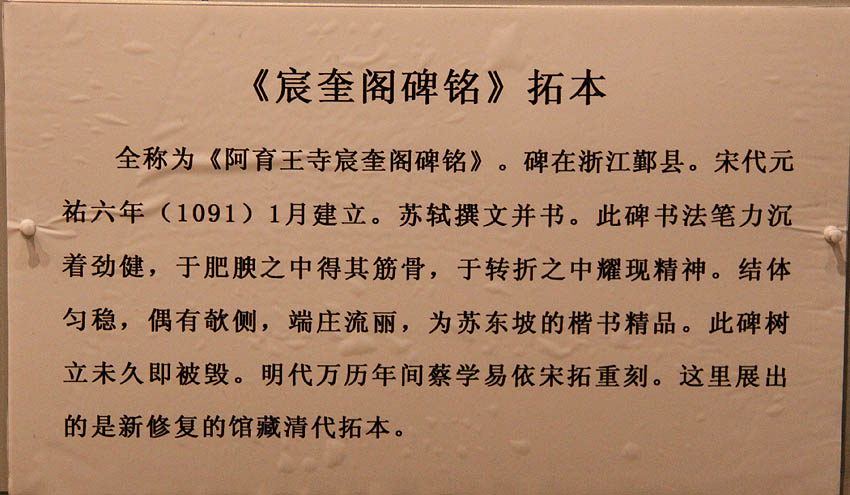 《宸奎阁碑铭》拓本
全称为《阿育王寺宸奎阁碑铭》。碑在浙江鄞县。宋代元
祐六年（1091）1月建立。苏轼撰文并书。此碑书法笔力沉
着劲健，于肥腴之中得其筋骨，于转折之中耀现精神。结体
匀稳，偶有欹侧，端庄流丽，为苏东坡的楷书精品。此碑树
立未久即被毁。明代万历年间蔡学易依宋拓重刻。这里展出
的是新修复的馆藏清代拓本。